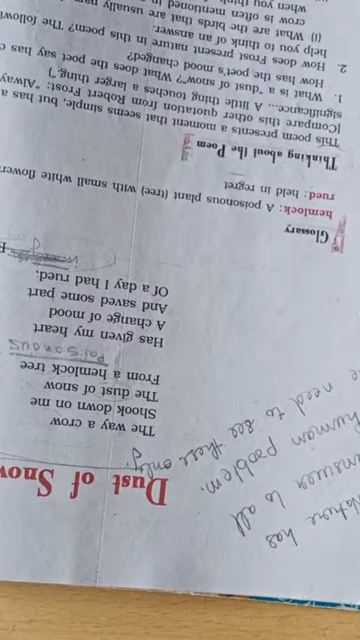 Nature has
answer to all
human problem.
need to see there only.
Dust of Snow
The way a crow
Shook down on me
The dust of snow
From a hemlock tree
Poisonous
Has given my heart
A change of mood
And saved some part
Of a day I had rued.
Glossary
hemlock: A poisonous plant (tree) with small white flower
rued: held in regret
Thinking about the Poem
This poem presents a moment that seems simple, but has a
significance... [Compare this other quotation from Robert Frost: "Alway
A little thing touches a larger thing.")
1. What is a "dust of snow"? What does the poet say has c
How has the poet's mood changed?
2. How does Frost present nature in this poem? The follow
help you to think of an answer.
(i) What are the birds that are usually nam
crow is often mentioned in
when you think